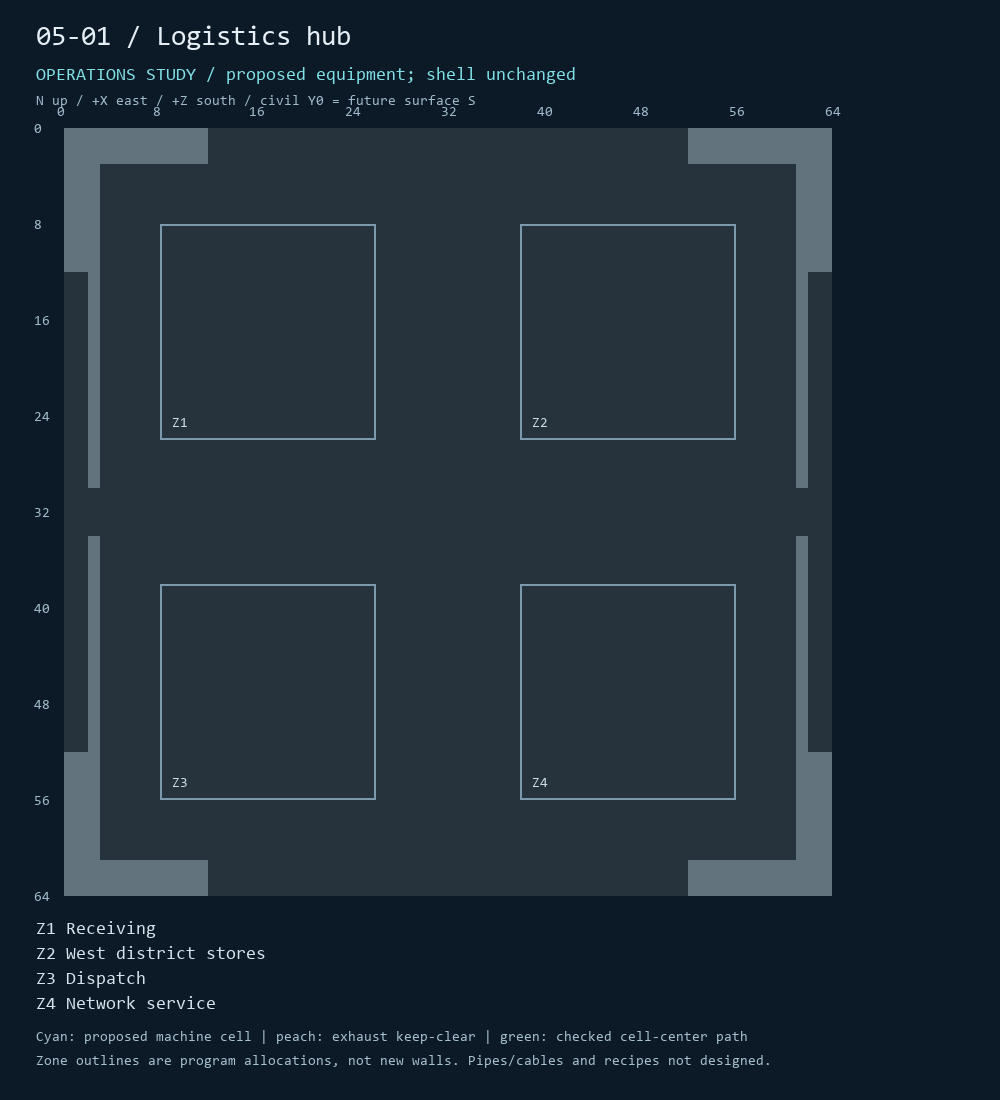 05-01 / Logistics hub
OPERATIONS STUDY / proposed equipment; shell unchanged
N up / +X east / +Z south / civil Y0 = future surface S
0 8 16 24 32 40 48 56 64
0
8
16
24
Z1 Z2
32
40
48
Z3 Z4
56
64
Z1 Receiving
Z2 West district stores
Z3 Dispatch
Z4 Network service
Cyan: proposed machine cell | peach: exhaust keep-clear | green: checked cell-center path
Zone outlines are program allocations, not new walls. Pipes/cables and recipes not designed.